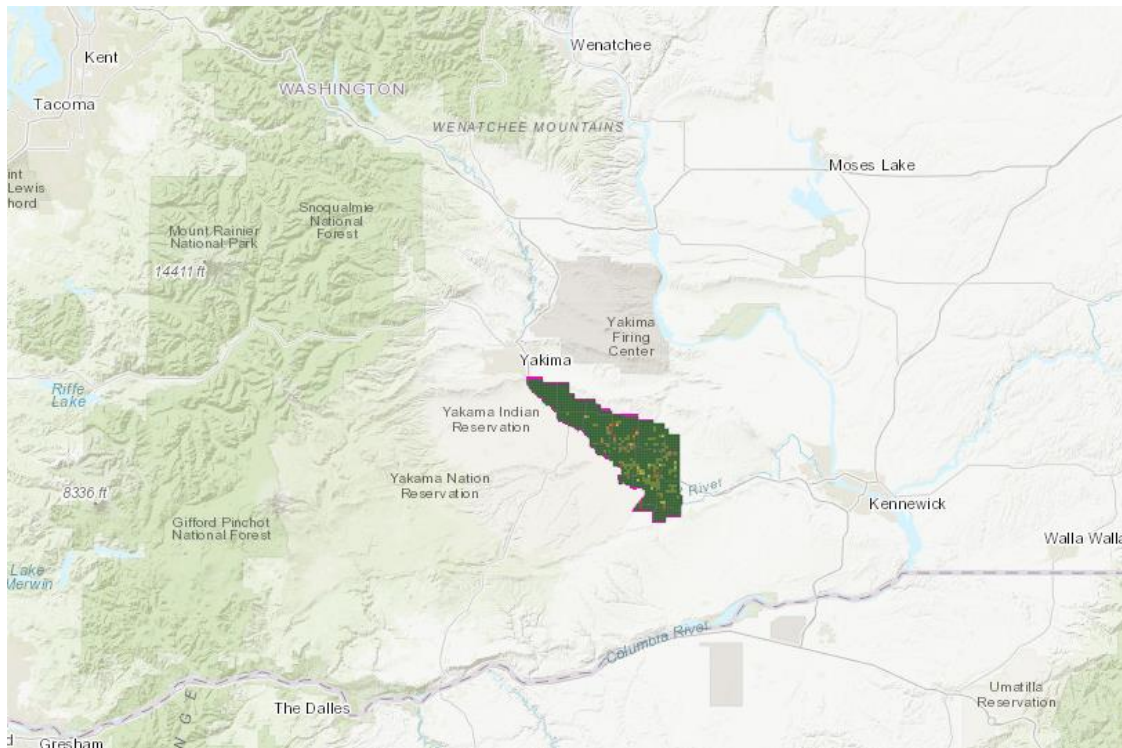 Wenatchee
Kent
WASHINGTON
Tacoma
WENATCHEE MOUNTAINS
Moses Lake
int
Lewis
hord
Snoqualmie
National
Forest
Mount Rainier
National Park
14411 ft
Yakima
Firing
Center
Yakima
Riffe
Lake
Yakama Indian
Reservation
Yakama Nation
Reservation
River
8336 ft
Kennewick
Gifford Pinchot
National Forest
Walla Walla
Lake
Merwin
Columbia River
Umatilla
Reservation
The Dalles
N G E
d
Gresham